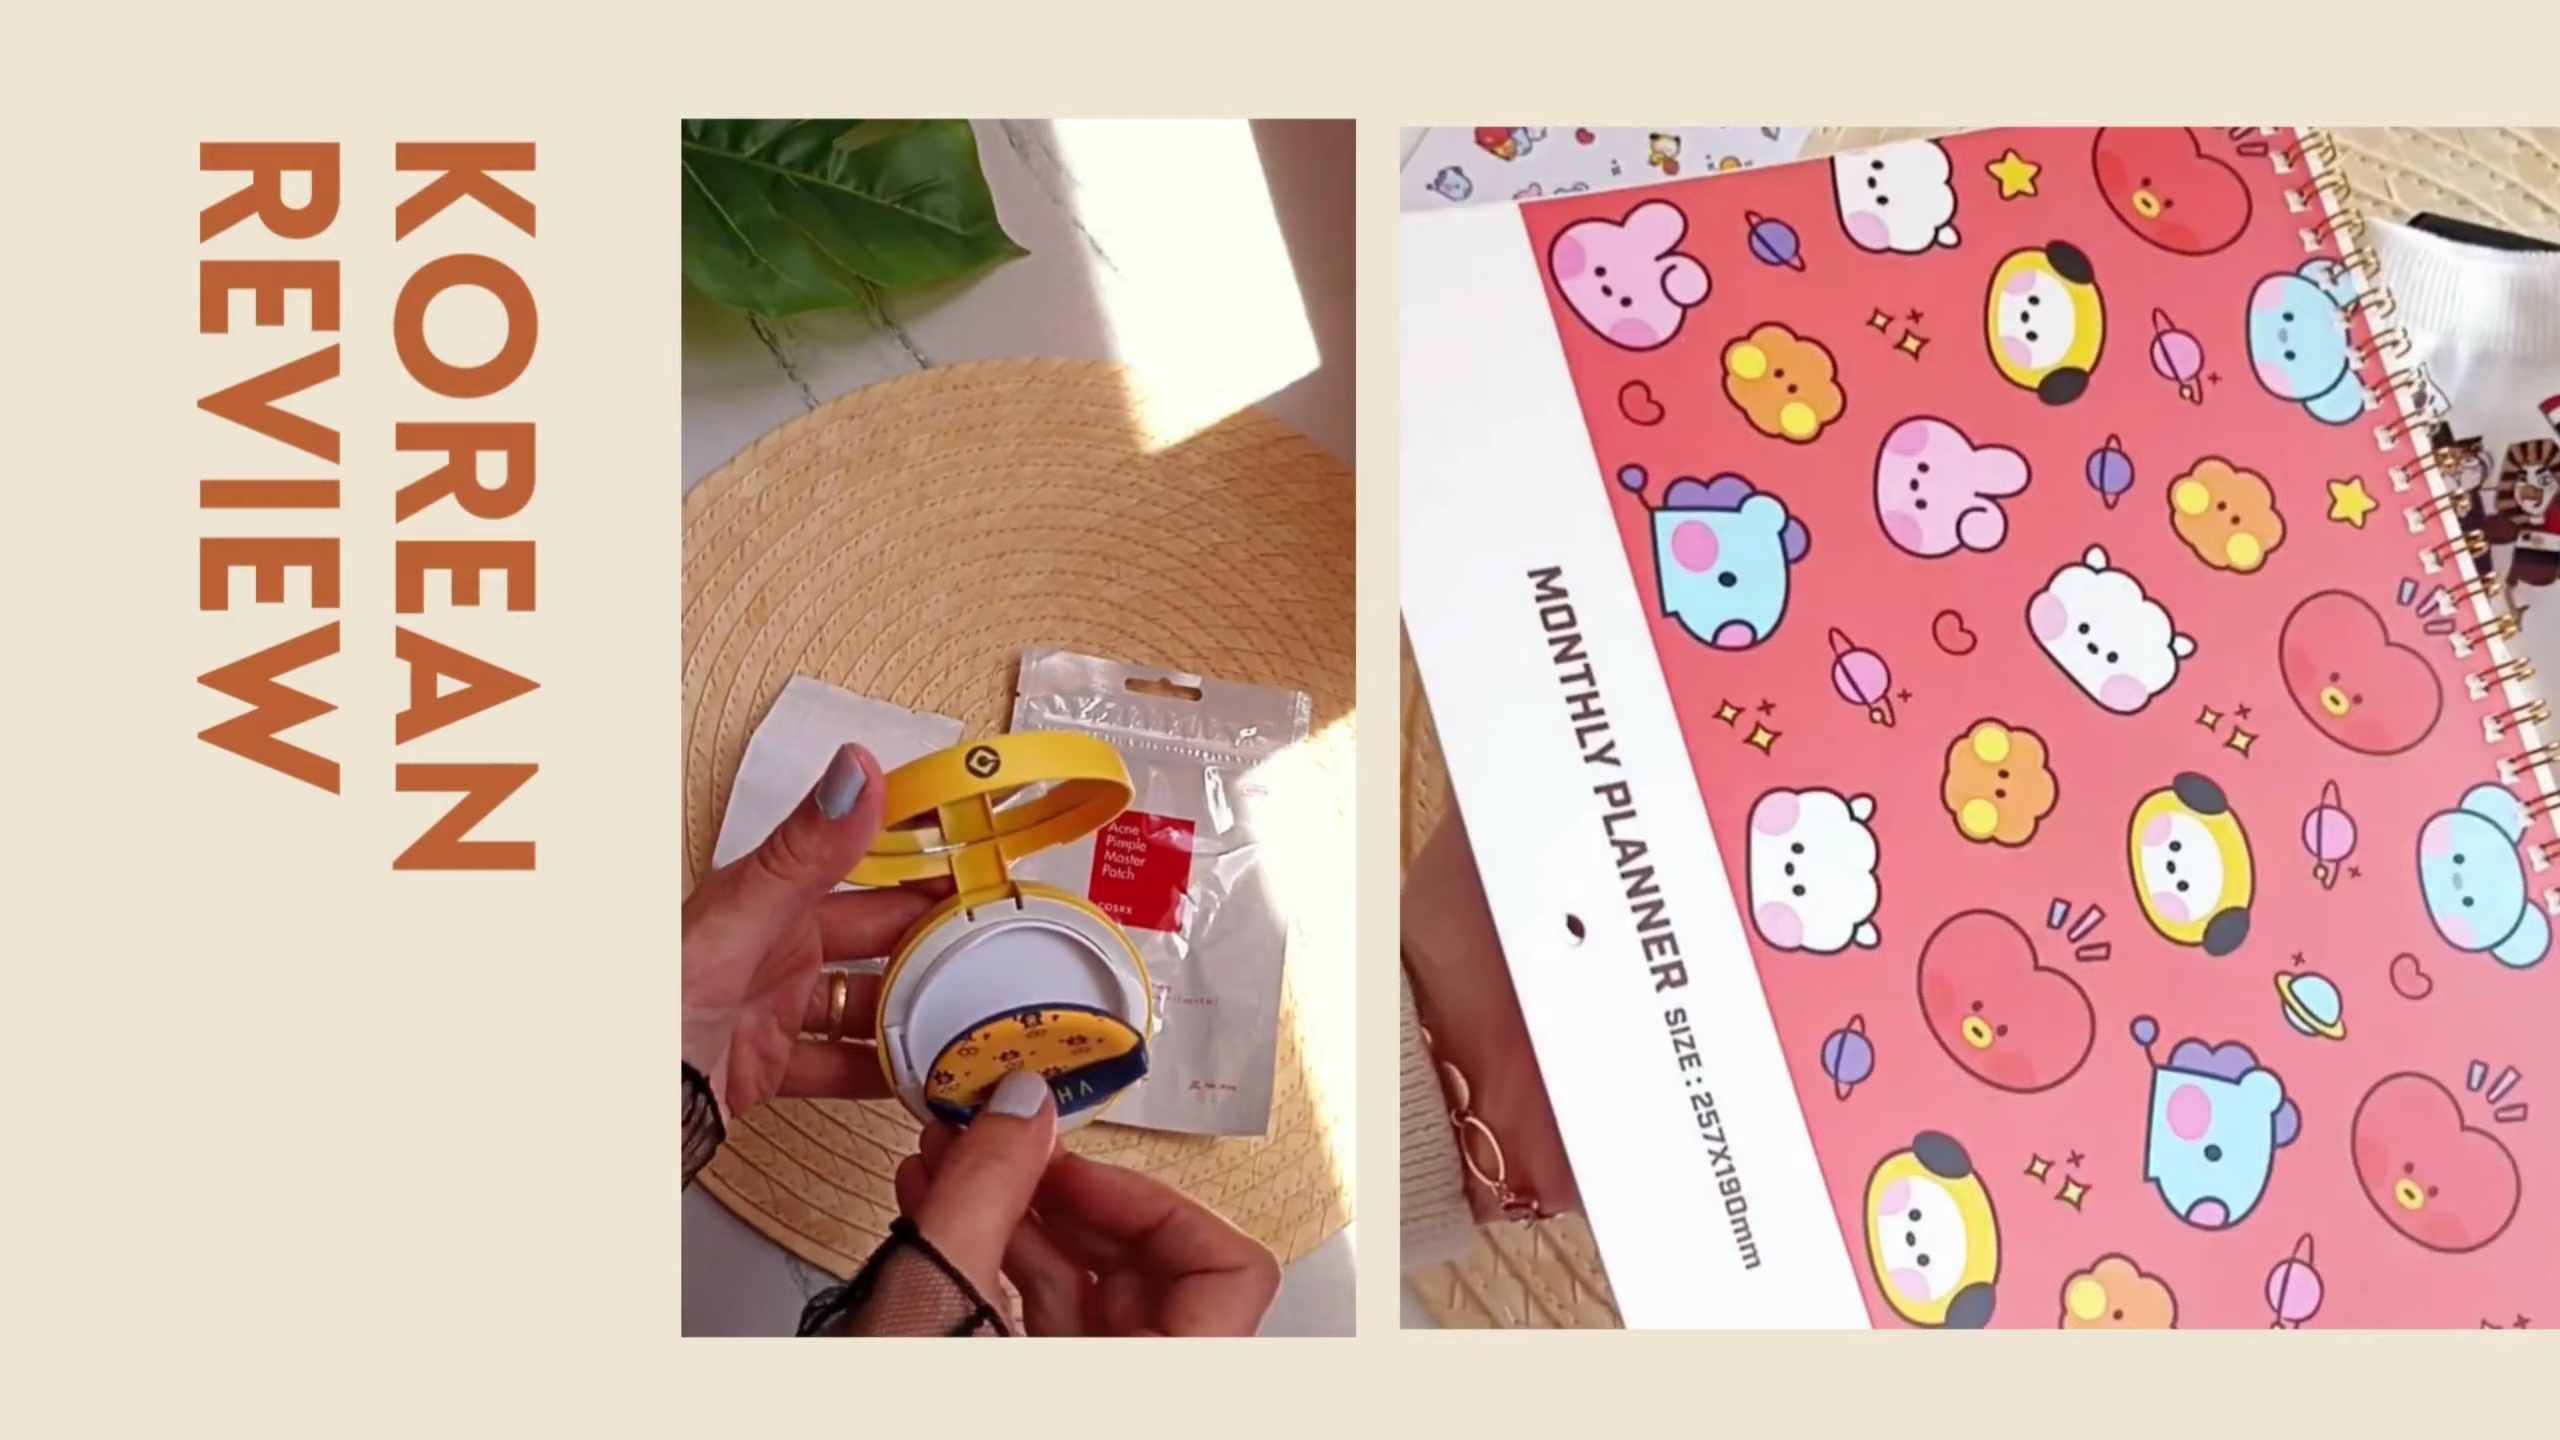 KOREAN
REVIEW
Acne
Pimple
Master
Patch
COSRX
MONTHLY PLANNER SIZE : 257X190mm